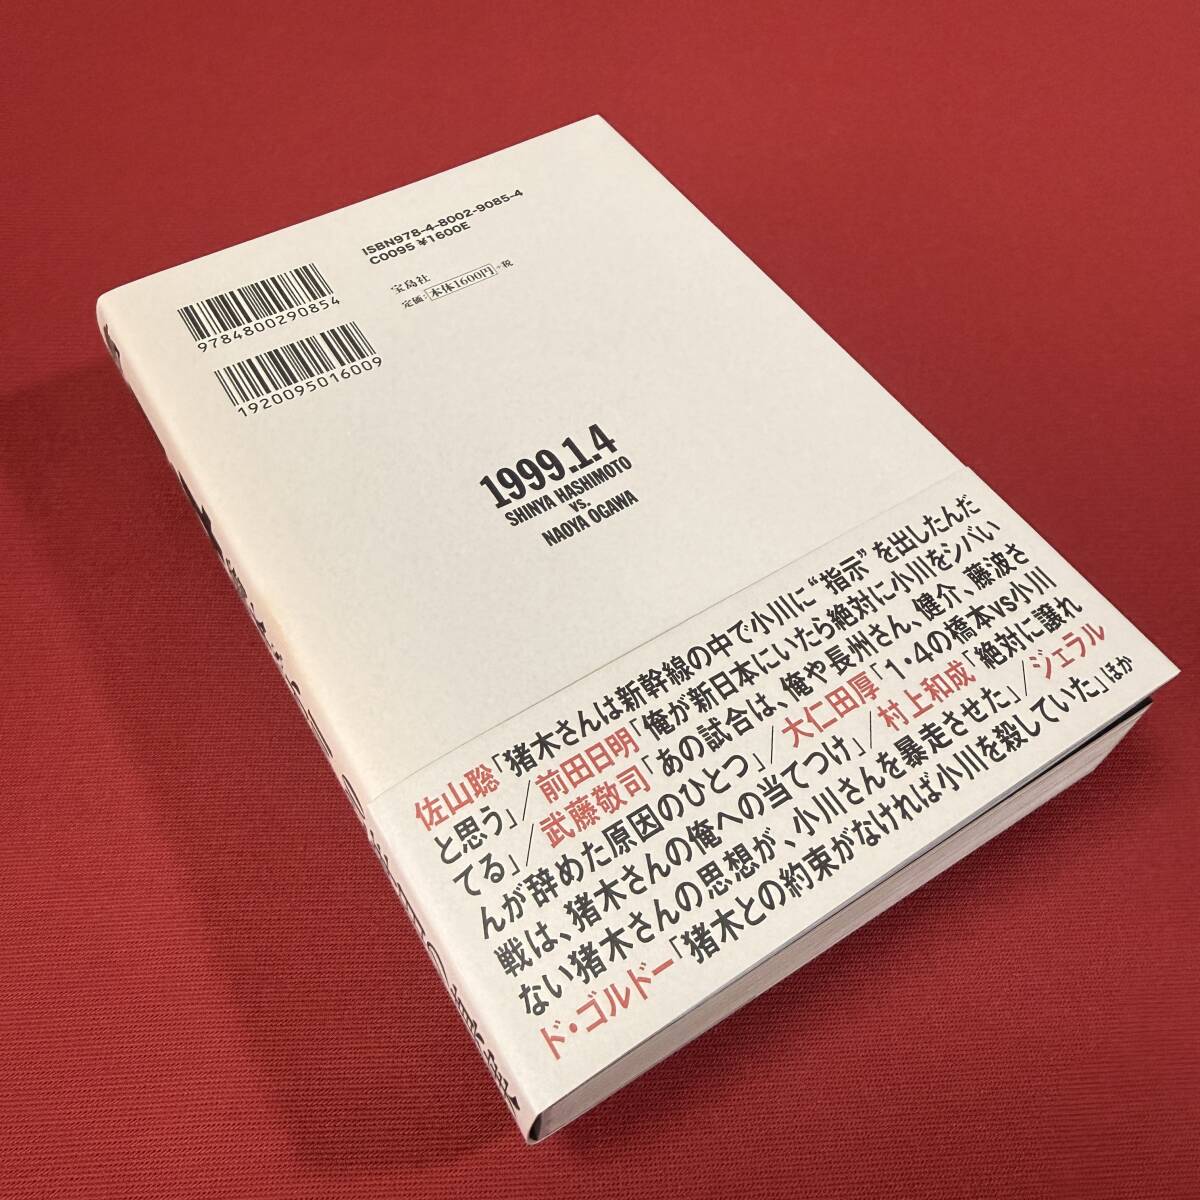 ISBN978-4-8002-9085-4
C0095 ¥1600E
宝島社
定価:本体1600円+税
9784800290854
1920095016009
1999.1.4
SHINYA HASHIMOTO
vs.
NAOYA OGAWA
佐山聡「猪木さんは新幹線の中で小川に“指示”を出したんだ
と思う」/前田日明「俺が新日本にいたら絶対に小川をシバい
てる」/武藤敬司「あの試合は、俺や長州さん、健介、藤波さ
んが辞めた原因のひとつ」/大仁田厚「1・4の橋本vs小川
戦は、猪木さんの俺への当てつけ」/村上和成「絶対に譲れ
ない猪木さんの思想が、小川さんを暴走させた」/ジェラル
ド・ゴルドー「猪木との約束がなければ小川を殺していた」ほか